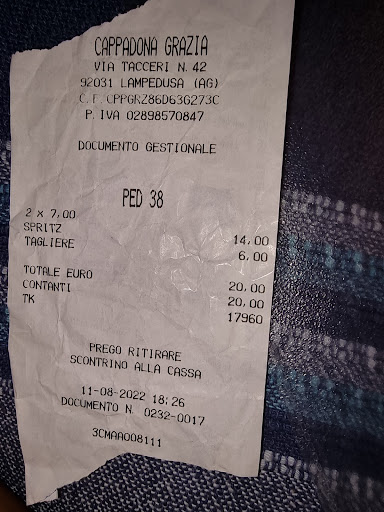 CAPPADONA GRAZIA
VIA TACCERI N.42
92031 LAMPEDUSA (AG)
C.F. CPPGRZ86D63G273C
P.IVA 02898570847
DOCUMENTO GESTIONALE
PED 38
2 x 7,00
SPRITZ 14,00
TAGLIERE 6,00
TOTALE EURO 20,00
CONTANTI 20,00
TK 17960
PREGO RITIRARE
SCONTRINO ALLA CASSA
11-08-2022 18:26
DOCUMENTO N. 0232-0017
3CMAA008111